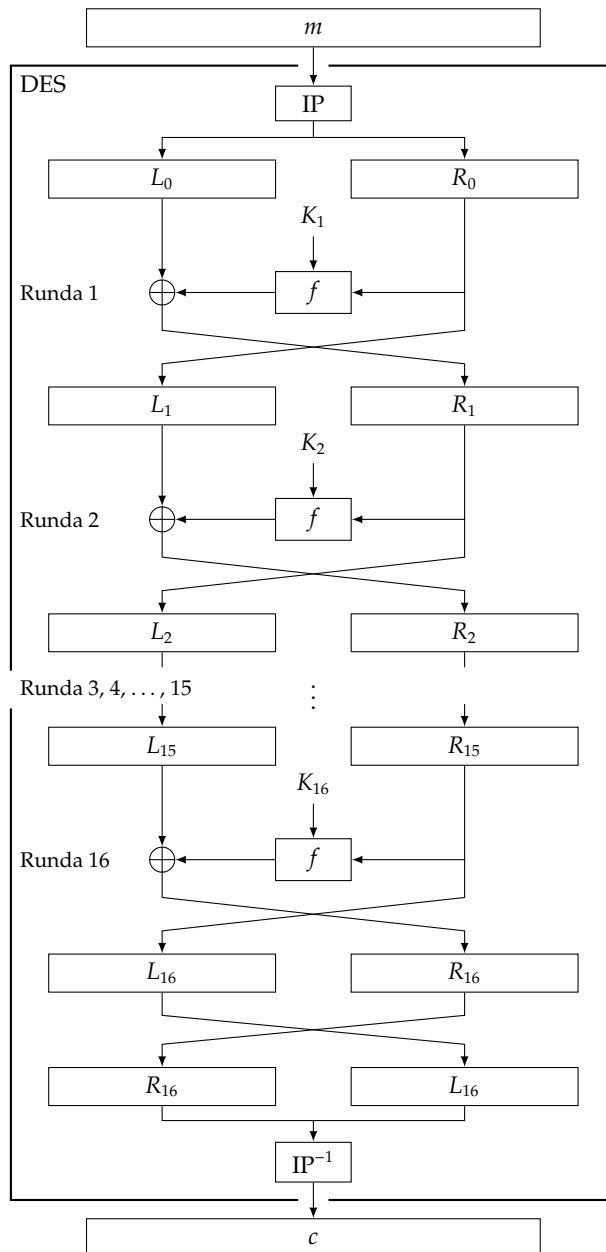 m
DES
IP
L₀ R₀
K₁
Runda 1 f
L₁ R₁
K₂
Runda 2 f
L₂ R₂
Runda 3, 4, . . . , 15 ⋮
L₁₅ R₁₅
K₁₆
Runda 16 f
L₁₆ R₁₆
R₁₆ L₁₆
IP⁻¹
c